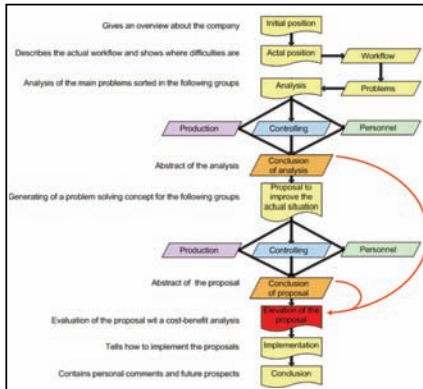 Gives an overview about the company
Initial position
Describes the actual workflow and shows where difficulties are
Actal position
Workflow
Analysis of the main problems sorted in the following groups
Analysis
Problems
Production
Controlling
Personnel
Abstract of the analysis
Conclusion
of analysis
Generating of a problem solving concept for the following groups
Proposal to
improve the
actual situation
Production
Controlling
Personnel
Abstract of the proposal
Conclusion
of proposal
Evaluation of the proposal wit a cost-benefit analysis
Elevation of the
proposal
Tells how to implement the proposals
Implementation
Contains personal comments and future prospects
Conclusion